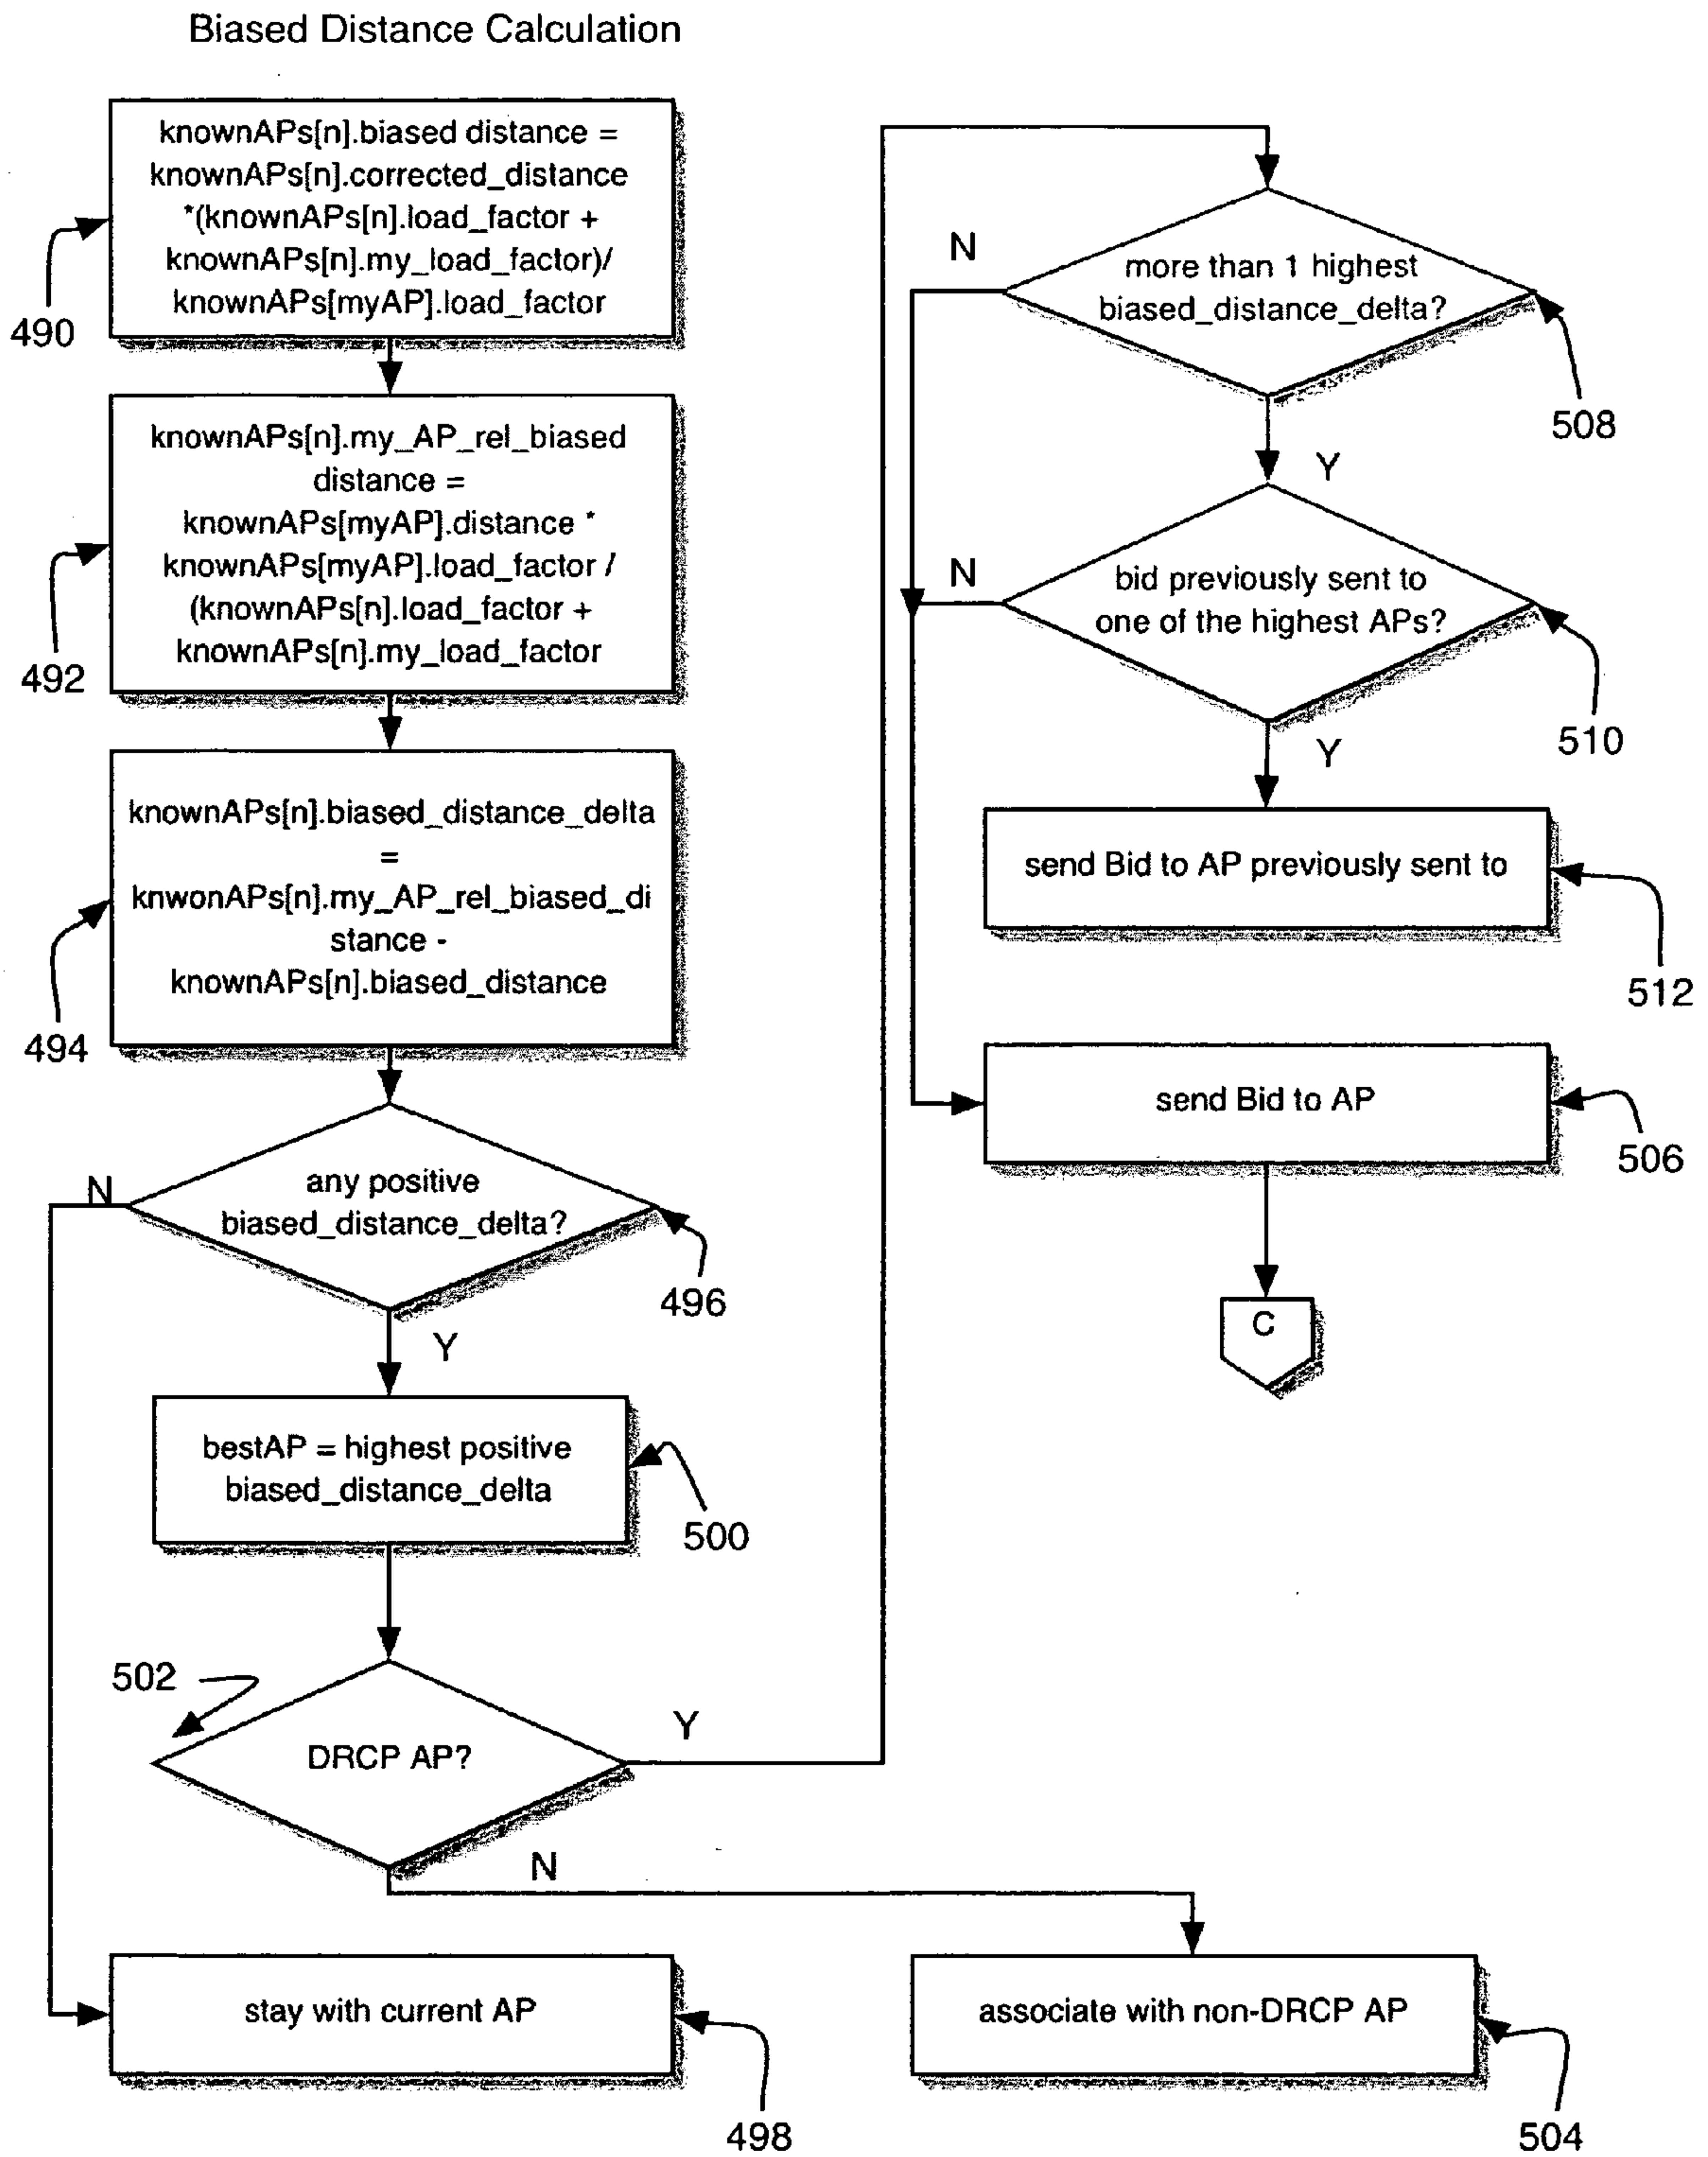 Biased Distance Calculation
knownAPs[n].biased distance =
knownAPs[n].corrected_distance
*(knownAPs[n].load_factor +
knownAPs[n].my_load_factor)/
knownAPs[myAP].load_factor
490
knownAPs[n].my_AP_rel_biased
distance =
knownAPs[myAP].distance *
knownAPs[myAP].load_factor /
(knownAPs[n].load_factor +
knownAPs[n].my_load_factor
492
knownAPs[n].biased_distance_delta
=
knwonAPs[n].my_AP_rel_biased_di
stance -
knownAPs[n].biased_distance
494
N
any positive
biased_distance_delta?
496
Y
bestAP = highest positive
biased_distance_delta
500
502
DRCP AP?
Y
N
stay with current AP
498
associate with non-DRCP AP
504
N
more than 1 highest
biased_distance_delta?
508
Y
N
bid previously sent to
one of the highest APs?
510
Y
send Bid to AP previously sent to
512
send Bid to AP
506
C